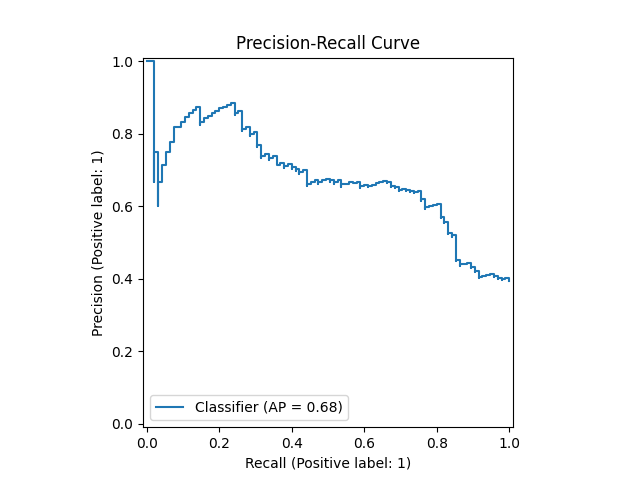 Precision-Recall Curve
1.0
0.8
0.6
0.4
0.2
0.0
Precision (Positive label: 1)
Classifier (AP = 0.68)
0.0 0.2 0.4 0.6 0.8 1.0
Recall (Positive label: 1)